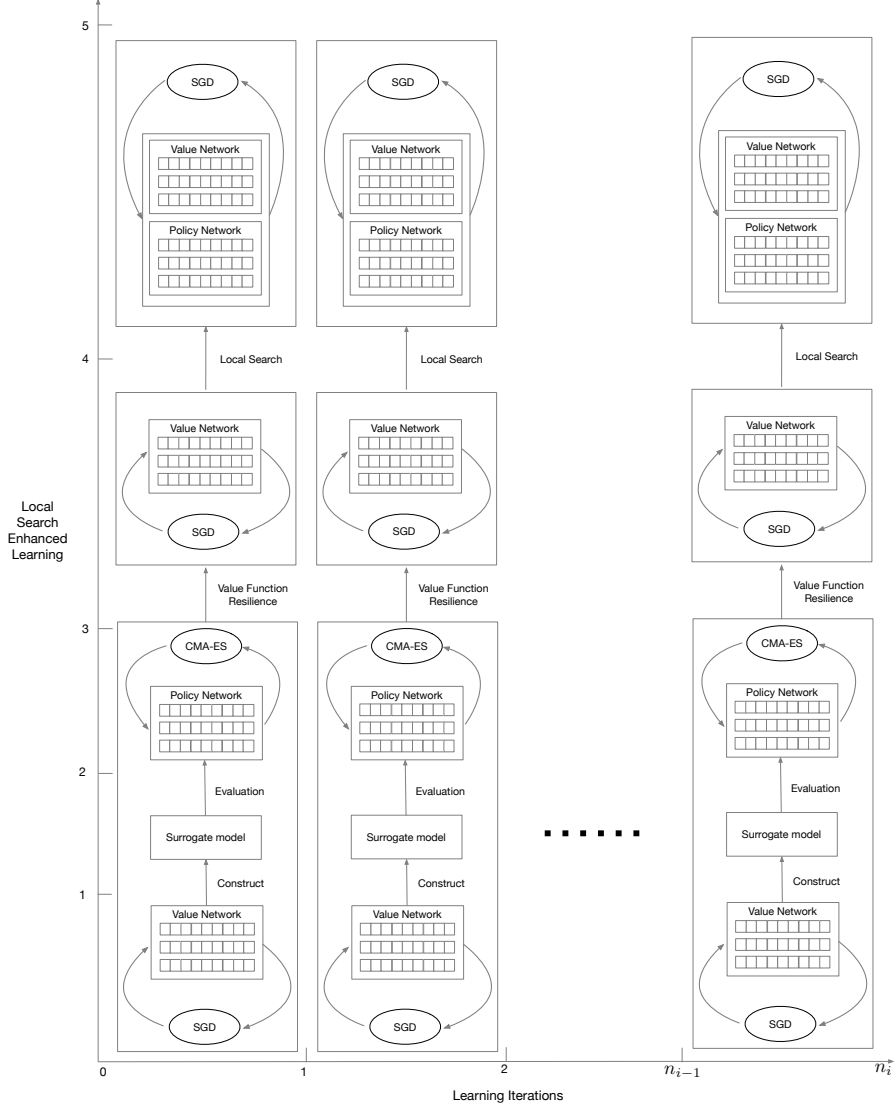 5
SGD
SGD
SGD
Value Network
Value Network
Value Network
Policy Network
Policy Network
Policy Network
4
Local Search
Local Search
Local Search
Value Network
Value Network
Value Network
SGD
SGD
SGD
Local
Search
Enhanced
Learning
Value Function
Resilience
Value Function
Resilience
Value Function
Resilience
3
CMA-ES
CMA-ES
CMA-ES
Policy Network
Policy Network
Policy Network
2
Evaluation
Evaluation
Evaluation
Surrogate model
Surrogate model
Surrogate model
1
Construct
Construct
Construct
Value Network
Value Network
Value Network
SGD
SGD
SGD
0
1
2
n_{i-1}
n_i
Learning Iterations